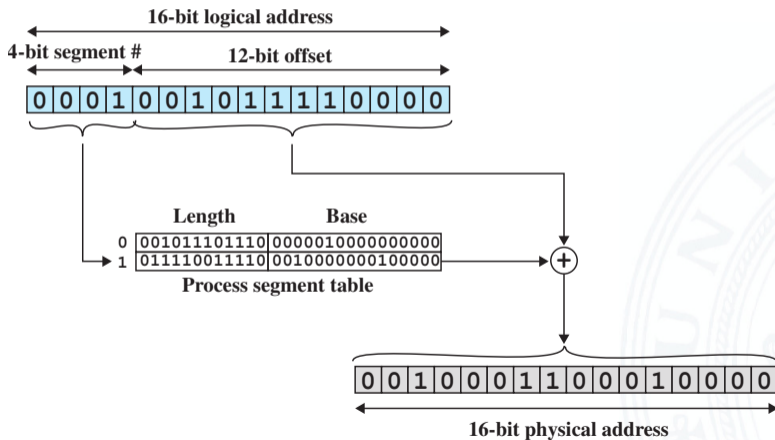 16-bit logical address
4-bit segment # 12-bit offset
0 0 0 1 0 0 1 0 1 1 1 1 0 0 0 0
Length Base
0 001011101110 0000010000000000
1 011110011110 0010000000100000
+
Process segment table
0 0 1 0 0 0 1 1 0 0 0 1 0 0 0 0
16-bit physical address
UNI